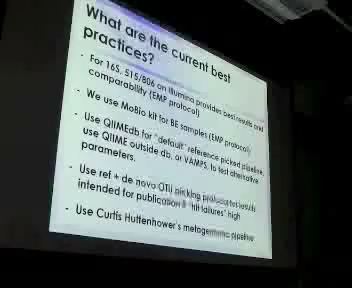 What are the current best
practices?
- For 16S, 515/806 on Illumina provides best results and
comparability (EMP protocol)
- We use MoBio kit for BE samples (EMP protocol)
- Use QIIMEdb for "default" reference picked pipeline,
use QIIME outside db, or VAMPS, to test alternative
parameters.
- Use ref + de novo OTU picking protocol for results
intended for publication if "hit failures" high
- Use Curtis Huttenhower's metagenomic pipeline